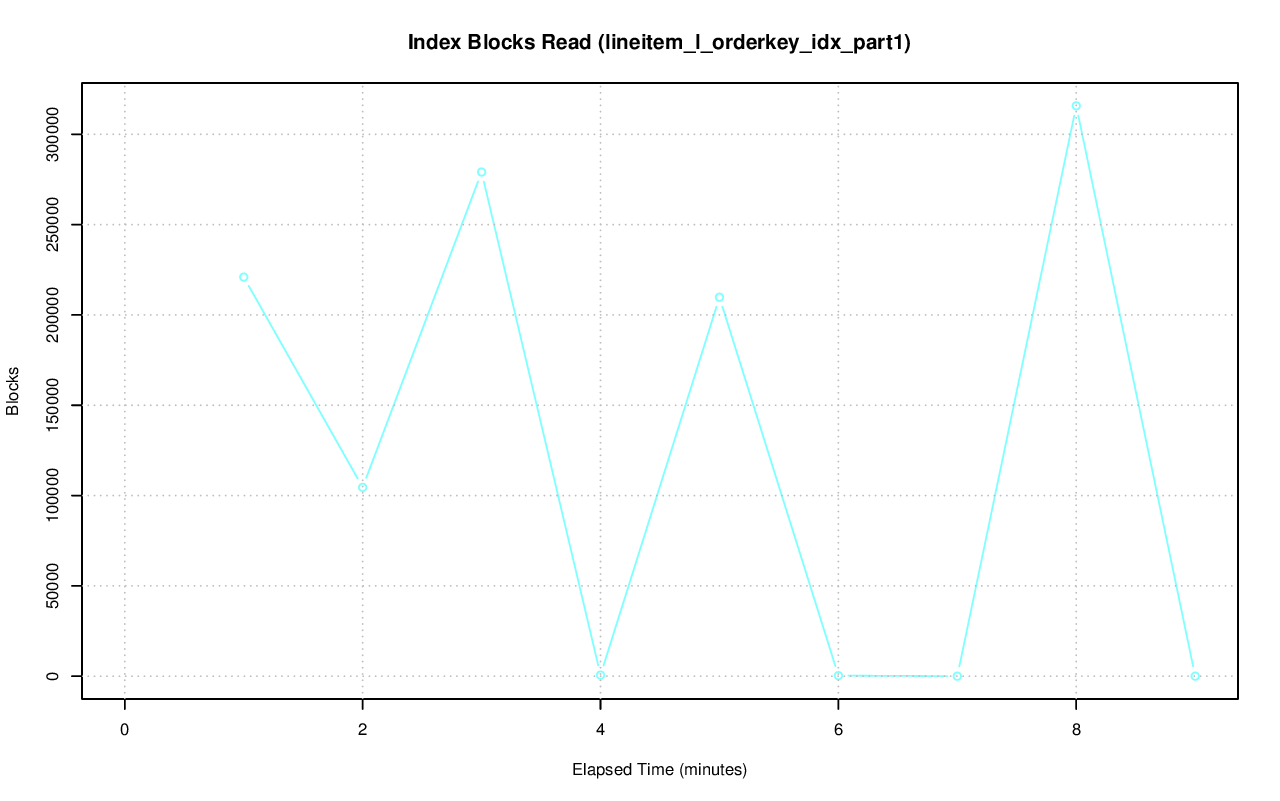 Index Blocks Read (lineitem_l_orderkey_idx_part1)
300000
250000
200000
150000
100000
50000
0
Blocks
0 2 4 6 8
Elapsed Time (minutes)